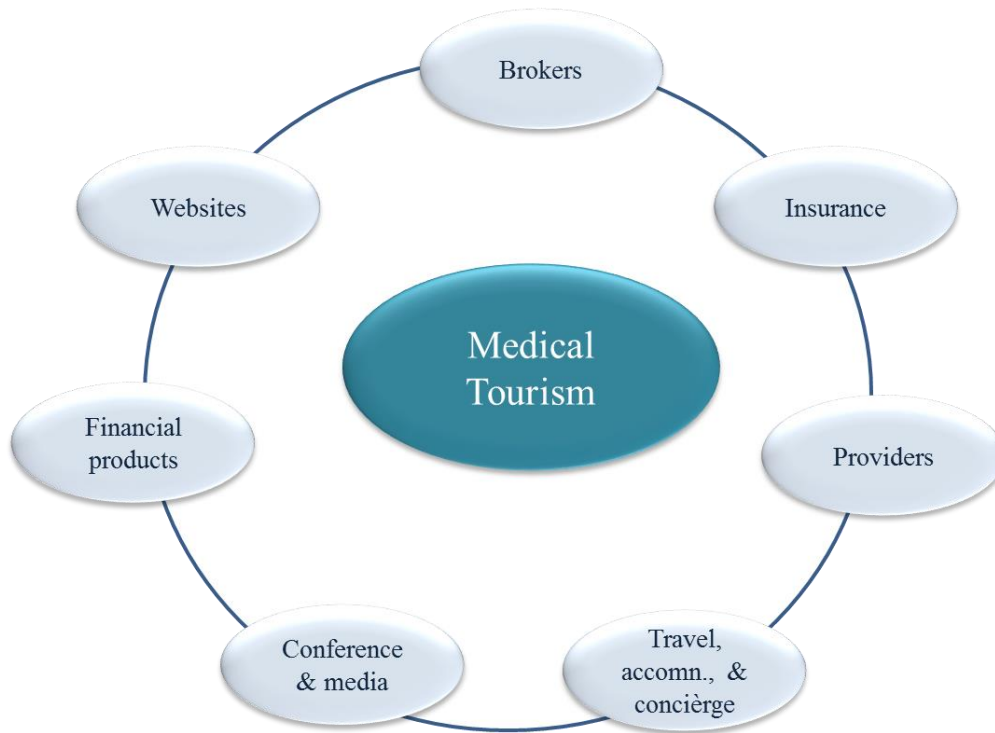 Brokers
Websites
Insurance
Medical
Tourism
Financial
products
Providers
Conference
& media
Travel,
accomn., &
concièrge